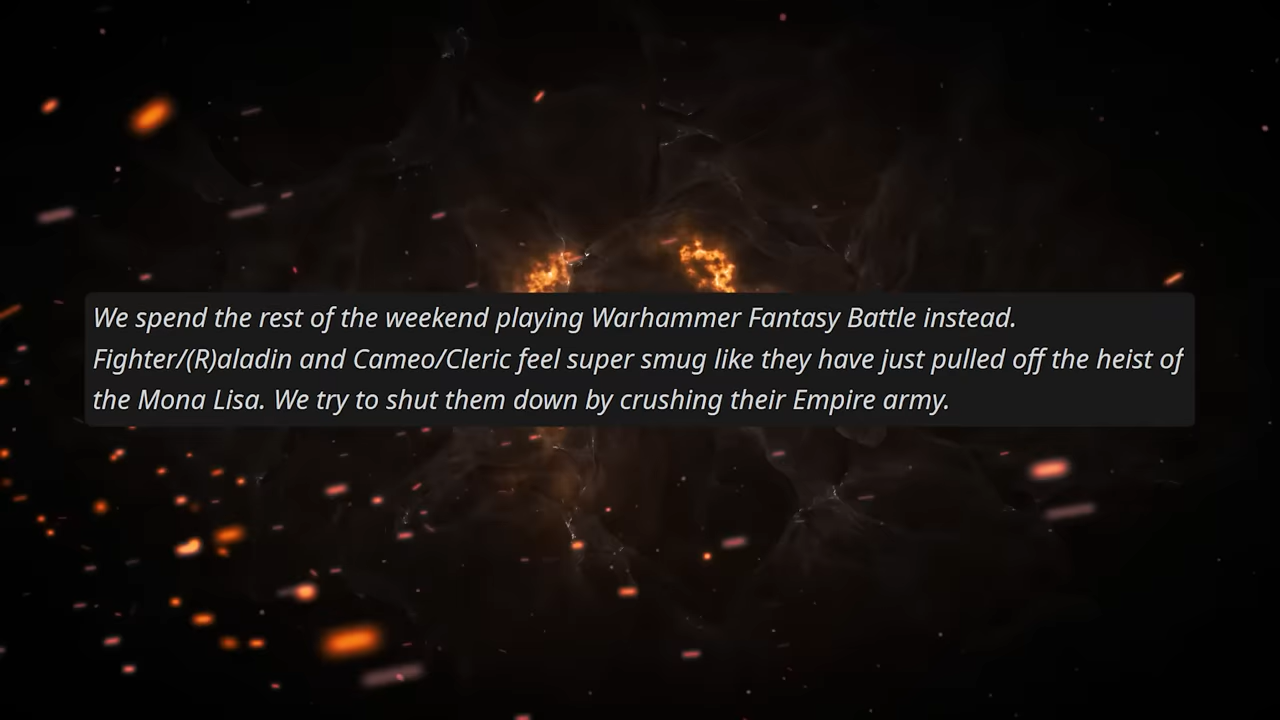 We spend the rest of the weekend playing Warhammer Fantasy Battle instead.
Fighter/(R)aladin and Cameo/Cleric feel super smug like they have just pulled off the heist of
the Mona Lisa. We try to shut them down by crushing their Empire army.